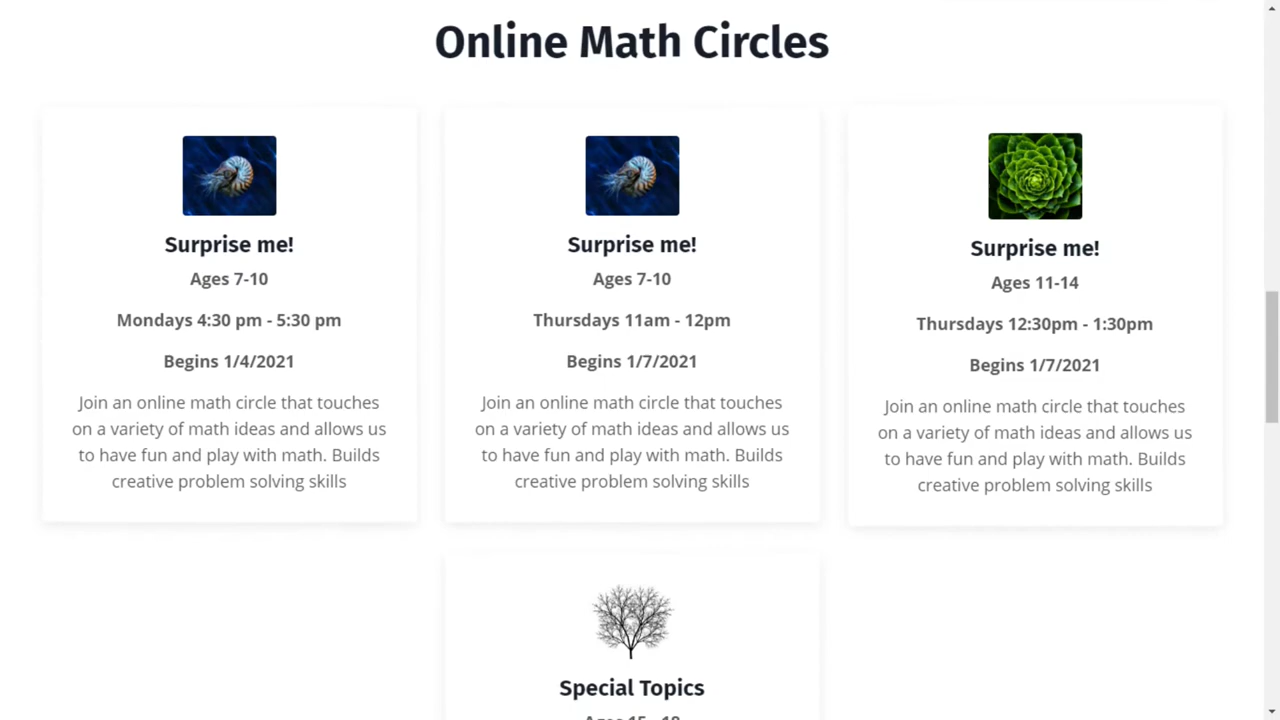 Online Math Circles
Surprise me!
Ages 7-10
Mondays 4:30 pm - 5:30 pm
Begins 1/4/2021
Join an online math circle that touches
on a variety of math ideas and allows us
to have fun and play with math. Builds
creative problem solving skills
Surprise me!
Ages 7-10
Thursdays 11am - 12pm
Begins 1/7/2021
Join an online math circle that touches
on a variety of math ideas and allows us
to have fun and play with math. Builds
creative problem solving skills
Surprise me!
Ages 11-14
Thursdays 12:30pm - 1:30pm
Begins 1/7/2021
Join an online math circle that touches
on a variety of math ideas and allows us
to have fun and play with math. Builds
creative problem solving skills
Special Topics
Ages 15 - 18